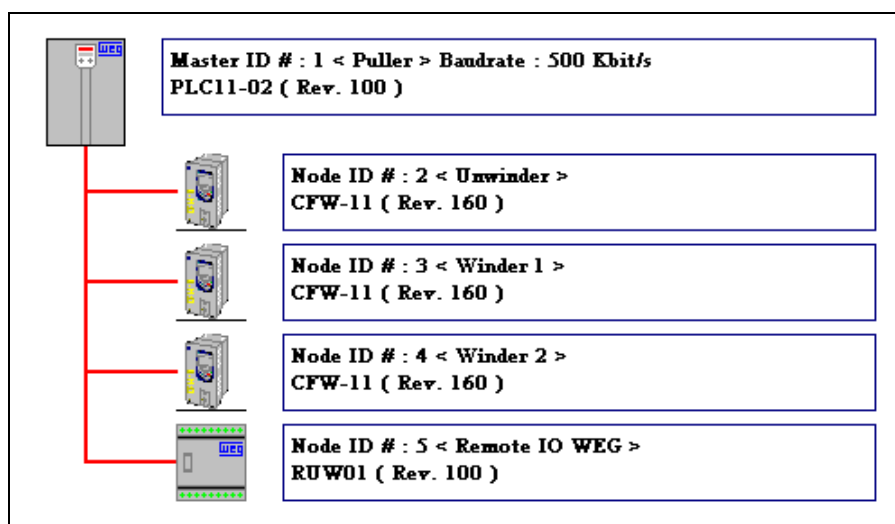 weg
Master ID # : 1 < Puller > Baudrate : 500 Kbit/s
PLC11-02 ( Rev. 100 )
Node ID # : 2 < Unwinder >
CFW-11 ( Rev. 160 )
Node ID # : 3 < Winder 1 >
CFW-11 ( Rev. 160 )
Node ID # : 4 < Winder 2 >
CFW-11 ( Rev. 160 )
weg
Node ID # : 5 < Remote IO WEG >
RUW01 ( Rev. 100 )